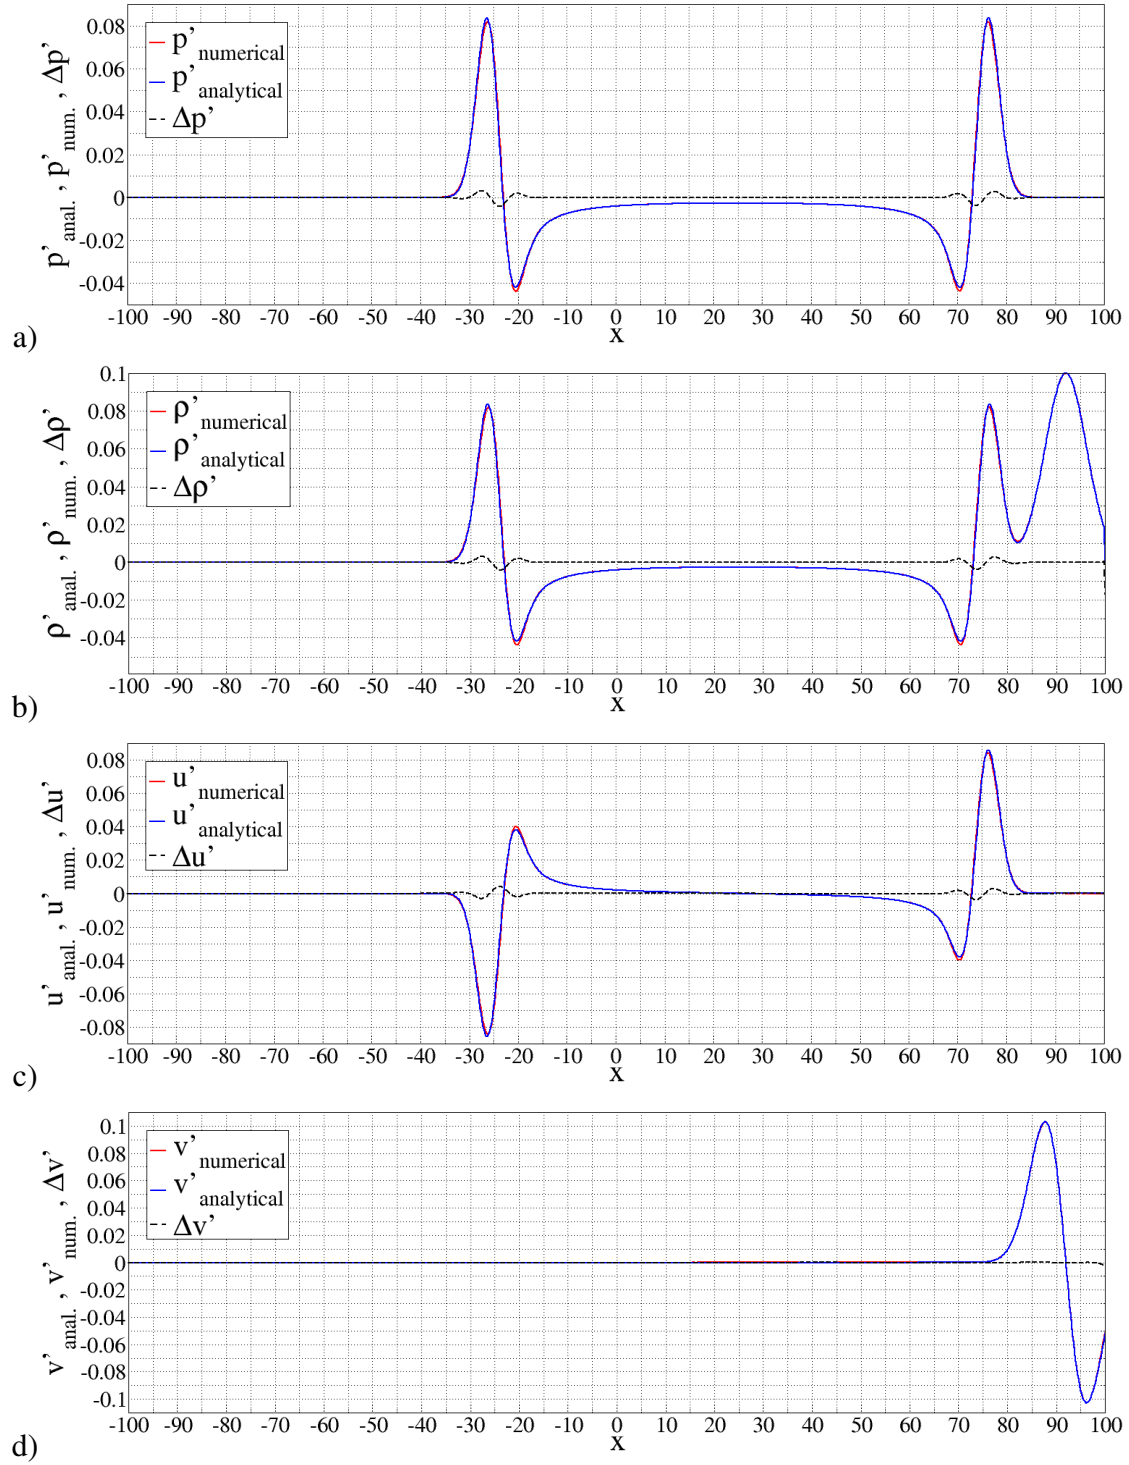 p'anal. , p'num. , Δp'
0.08
0.06
0.04
0.02
0
-0.02
-0.04
p'numerical
p'analytical
Δp'
-100 -90 -80 -70 -60 -50 -40 -30 -20 -10 0 10 20 30 40 50 60 70 80 90 100
x
a)
ρ'anal. , ρ'num. , Δρ'
0.1
0.08
0.06
0.04
0.02
0
-0.02
-0.04
ρ'numerical
ρ'analytical
Δρ'
-100 -90 -80 -70 -60 -50 -40 -30 -20 -10 0 10 20 30 40 50 60 70 80 90 100
x
b)
u'anal. , u'num. , Δu'
0.08
0.06
0.04
0.02
0
-0.02
-0.04
-0.06
-0.08
u'numerical
u'analytical
Δu'
-100 -90 -80 -70 -60 -50 -40 -30 -20 -10 0 10 20 30 40 50 60 70 80 90 100
x
c)
v'anal. , v'num. , Δv'
0.1
0.08
0.06
0.04
0.02
0
-0.02
-0.04
-0.06
-0.08
-0.1
v'numerical
v'analytical
Δv'
-100 -90 -80 -70 -60 -50 -40 -30 -20 -10 0 10 20 30 40 50 60 70 80 90 100
x
d)